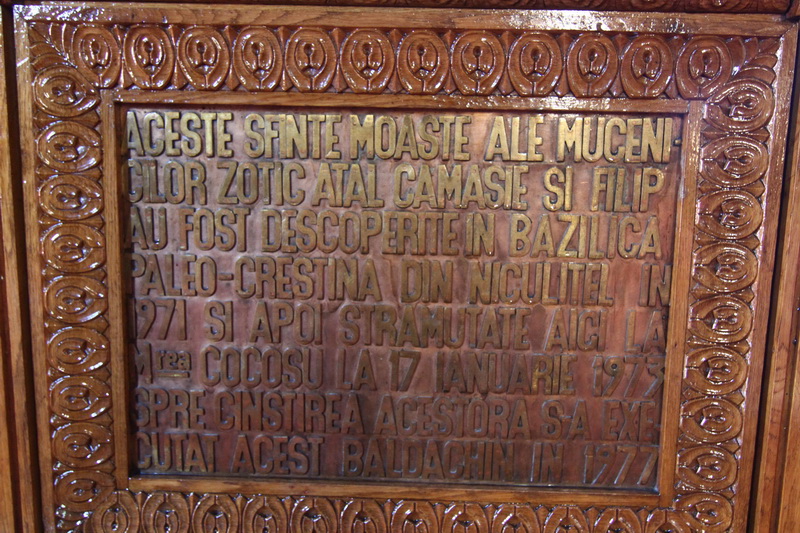 ACESTE SFINTE MOASTE ALE MUCENI-
CILOR ZOTIC ATAL CAMASIE SI FILIP
AU FOST DESCOPERITE IN BAZILICA
PALEO-CRESTINA DIN NICULITEL IN
1971 SI APOI STRAMUTATE AICI LA
Mrea COCOSU LA 17 IANUARIE 1973
SPRE CINSTIREA ACESTORA S-A EXE
CUTAT ACEST BALDACHIN IN 1977